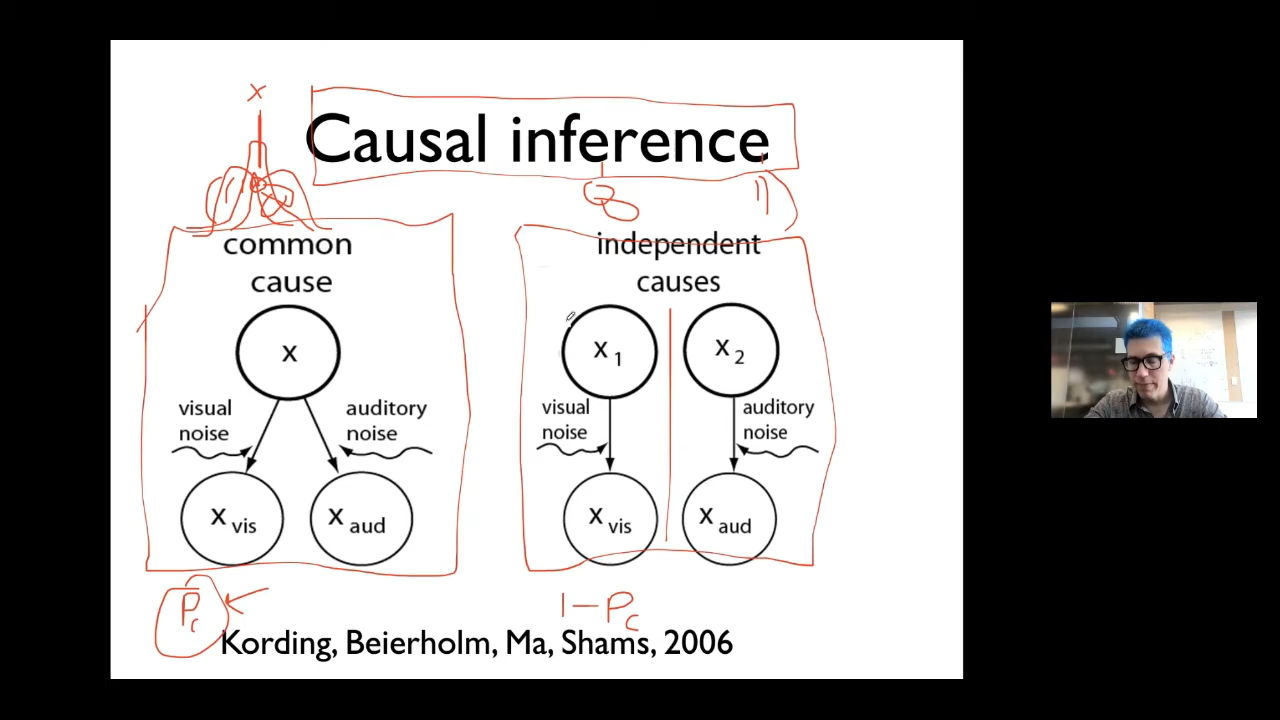 x
Causal inference
common
cause
x
visual
noise
auditory
noise
x vis
x aud
independent
causes
x 1
x 2
visual
noise
auditory
noise
x vis
x aud
Pc
1-Pc
Kording, Beierholm, Ma, Shams, 2006